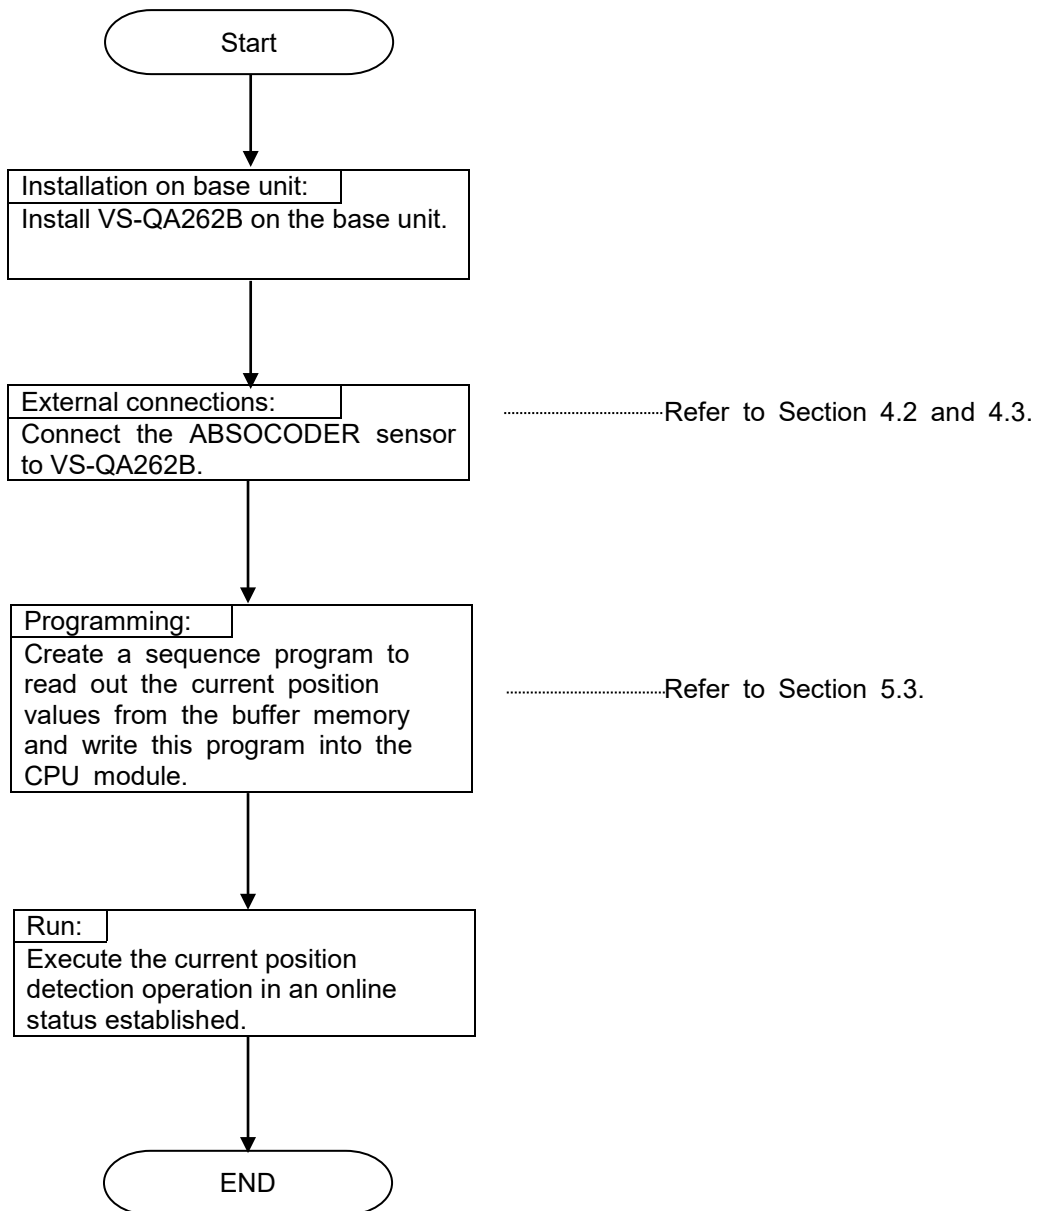 Start
Installation on base unit:
Install VS-QA262B on the base unit.
External connections:
Connect the ABSOCODER sensor
to VS-QA262B.
Refer to Section 4.2 and 4.3.
Programming:
Create a sequence program to
read out the current position
values from the buffer memory
and write this program into the
CPU module.
Refer to Section 5.3.
Run:
Execute the current position
detection operation in an online
status established.
END